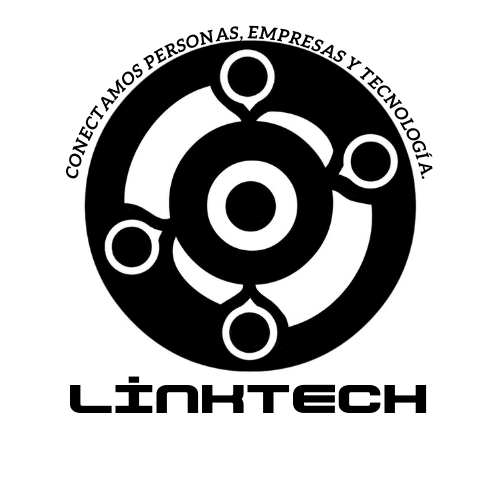 CONECTAMOS PERSONAS, EMPRESAS Y TECNOLOGÍA.
LINKTECH